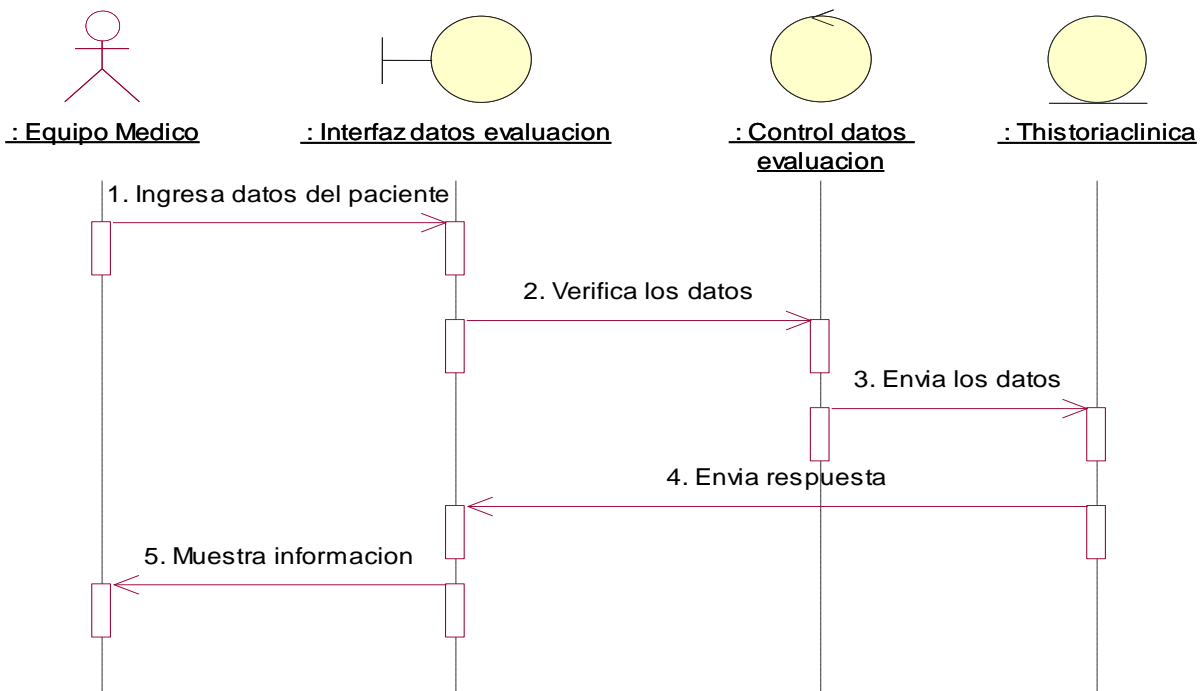 : Equipo Medico
: Interfaz datos evaluacion
: Control datos
evaluacion
: Thistoriaclinica
1. Ingresa datos del paciente
2. Verifica los datos
3. Envia los datos
4. Envia respuesta
5. Muestra informacion